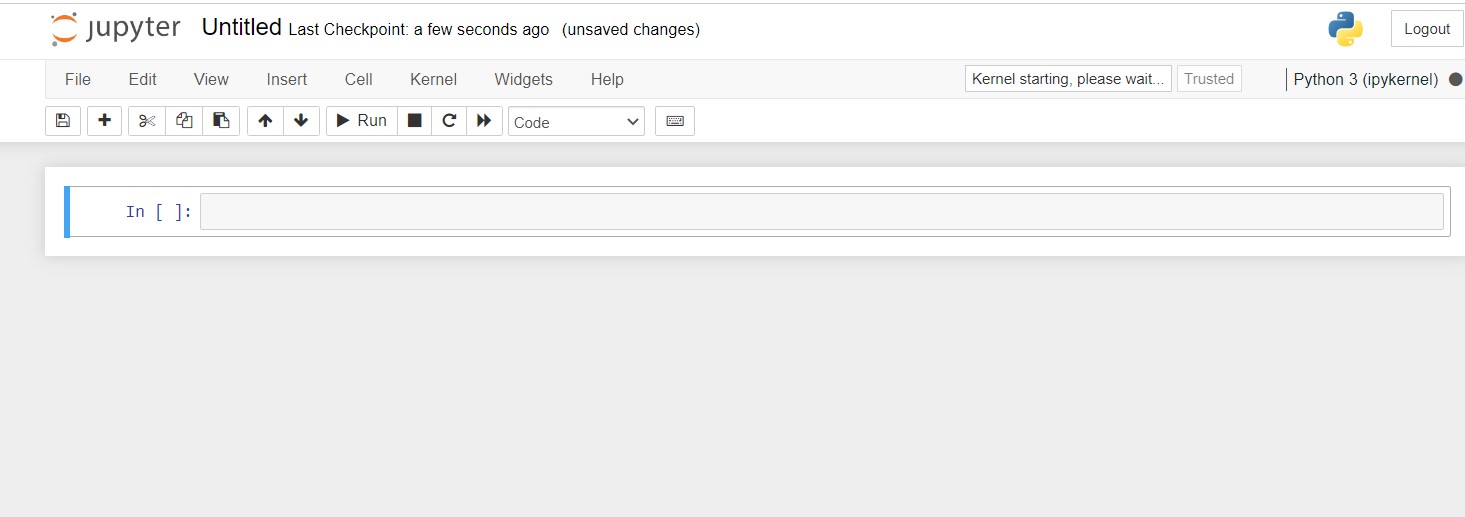 jupyter Untitled Last Checkpoint: a few seconds ago (unsaved changes) Logout
File Edit View Insert Cell Kernel Widgets Help Kernel starting, please wait... Trusted Python 3 (ipykernel)
Run Code
In [ ]: